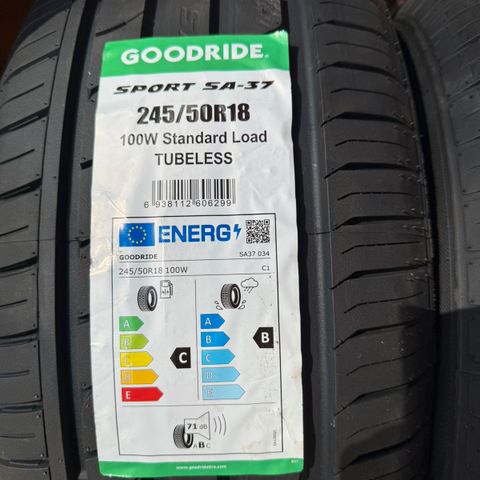 GOODRIDE
SPORT SA-37
245/50R18
100W Standard Load
TUBELESS
6 938112 606299
ENERG
GOODRIDE SA37 034
245/50R18 100W C1
A A
B B
C C
D D
E E
C B
71 dB
ABC
www.goodridetire.com